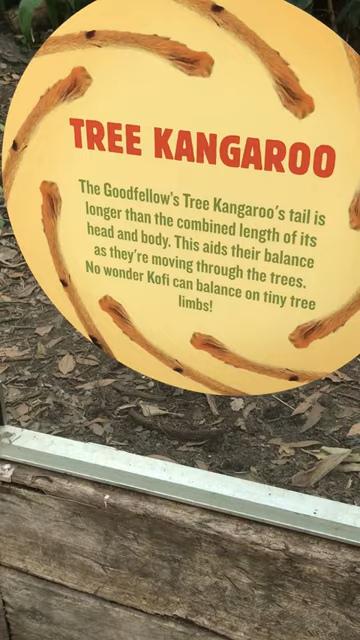 TREE KANGAROO
The Goodfellow's Tree Kangaroo's tail is
longer than the combined length of its
head and body. This aids their balance
as they're moving through the trees.
No wonder Kofi can balance on tiny tree
limbs!